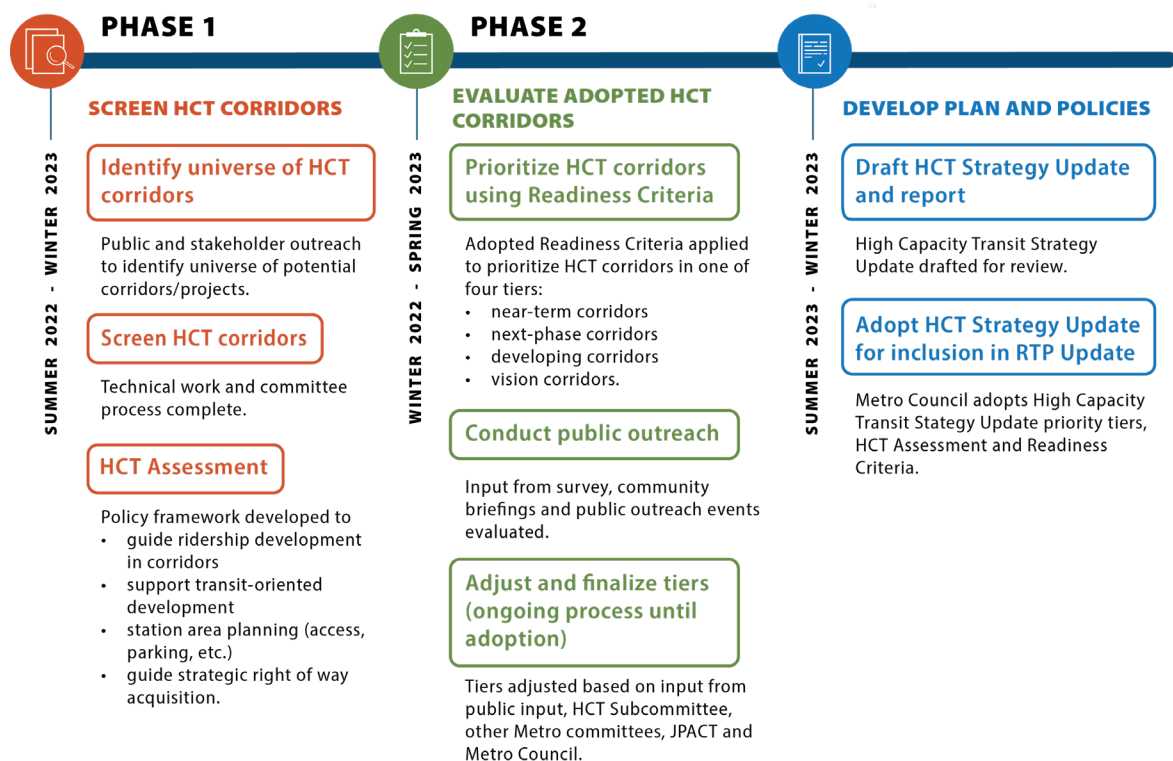 PHASE 1
SUMMER 2022 - WINTER 2023
SCREEN HCT CORRIDORS
Identify universe of HCT
corridors
Public and stakeholder outreach
to identify universe of potential
corridors/projects.
Screen HCT corridors
Technical work and committee
process complete.
HCT Assessment
Policy framework developed to
• guide ridership development
in corridors
• support transit-oriented
development
• station area planning (access,
parking, etc.)
• guide strategic right of way
acquisition.
PHASE 2
WINTER 2022 - SPRING 2023
EVALUATE ADOPTED HCT
CORRIDORS
Prioritize HCT corridors
using Readiness Criteria
Adopted Readiness Criteria applied
to prioritize HCT corridors in one of
four tiers:
• near-term corridors
• next-phase corridors
• developing corridors
• vision corridors.
Conduct public outreach
Input from survey, community
briefings and public outreach events
evaluated.
Adjust and finalize tiers
(ongoing process until
adoption)
Tiers adjusted based on input from
public input, HCT Subcommittee,
other Metro committees, JPACT and
Metro Council.
SUMMER 2023 - WINTER 2023
DEVELOP PLAN AND POLICIES
Draft HCT Strategy Update
and report
High Capacity Transit Strategy
Update drafted for review.
Adopt HCT Strategy Update
for inclusion in RTP Update
Metro Council adopts High Capacity
Transit Stategy Update priority tiers,
HCT Assessment and Readiness
Criteria.